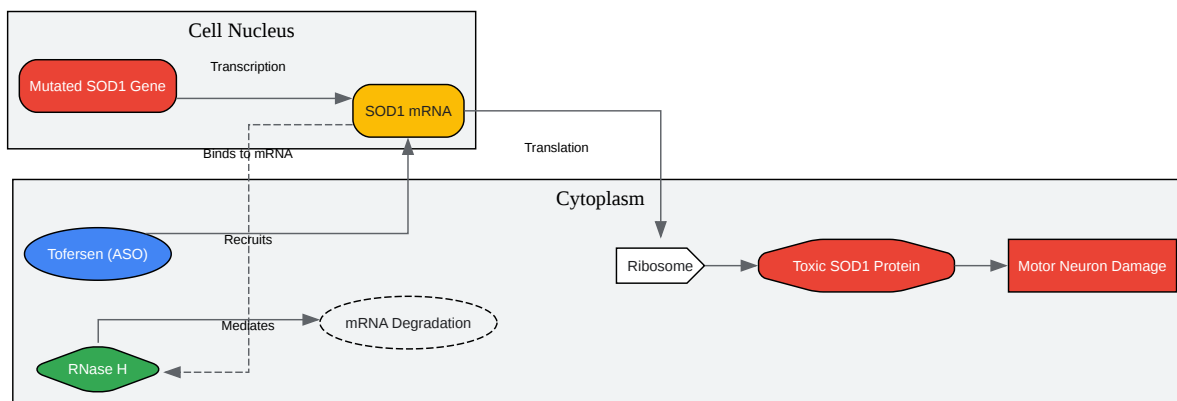 Cell Nucleus
Transcription
Mutated SOD1 Gene
SOD1 mRNA
Binds to mRNA
Translation
Cytoplasm
Recruits
Tofersen (ASO)
Ribosome
Toxic SOD1 Protein
Motor Neuron Damage
Mediates
mRNA Degradation
RNase H